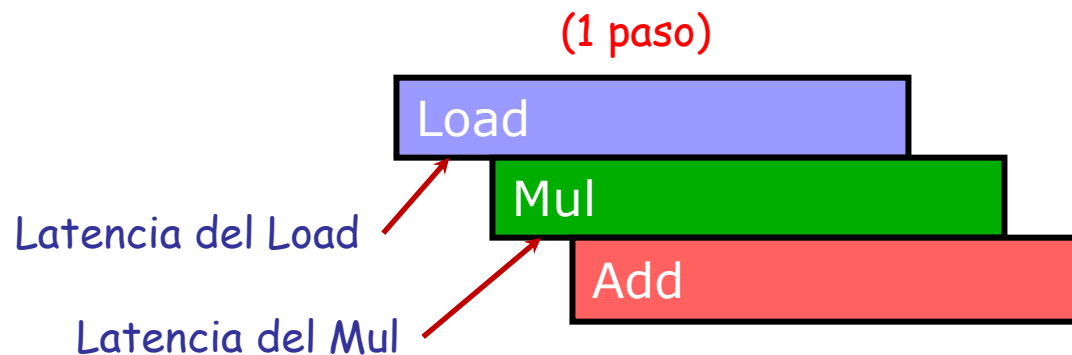 (1 paso)
Load
Mul
Latencia del Load
Add
Latencia del Mul